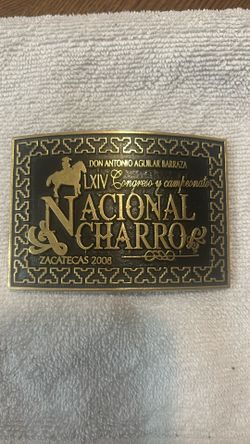 DON ANTONIO AGUILAR BARRAZA
LXIV Congreso y campeonato
NACIONAL
CHARRO
ZACATECAS 2008